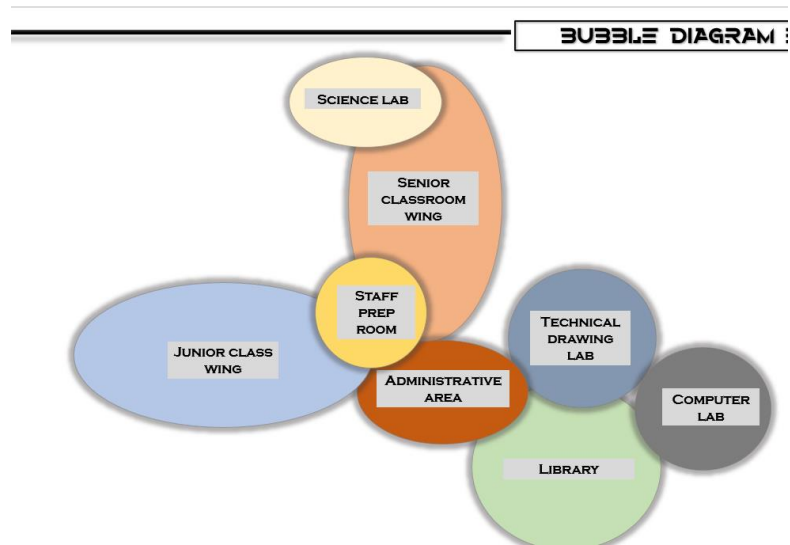 BUBBLE DIAGRAM
SCIENCE LAB
SENIOR
CLASSROOM
WING
STAFF
PREP
ROOM
JUNIOR CLASS
WING
TECHNICAL
DRAWING
LAB
ADMINISTRATIVE
AREA
COMPUTER
LAB
LIBRARY